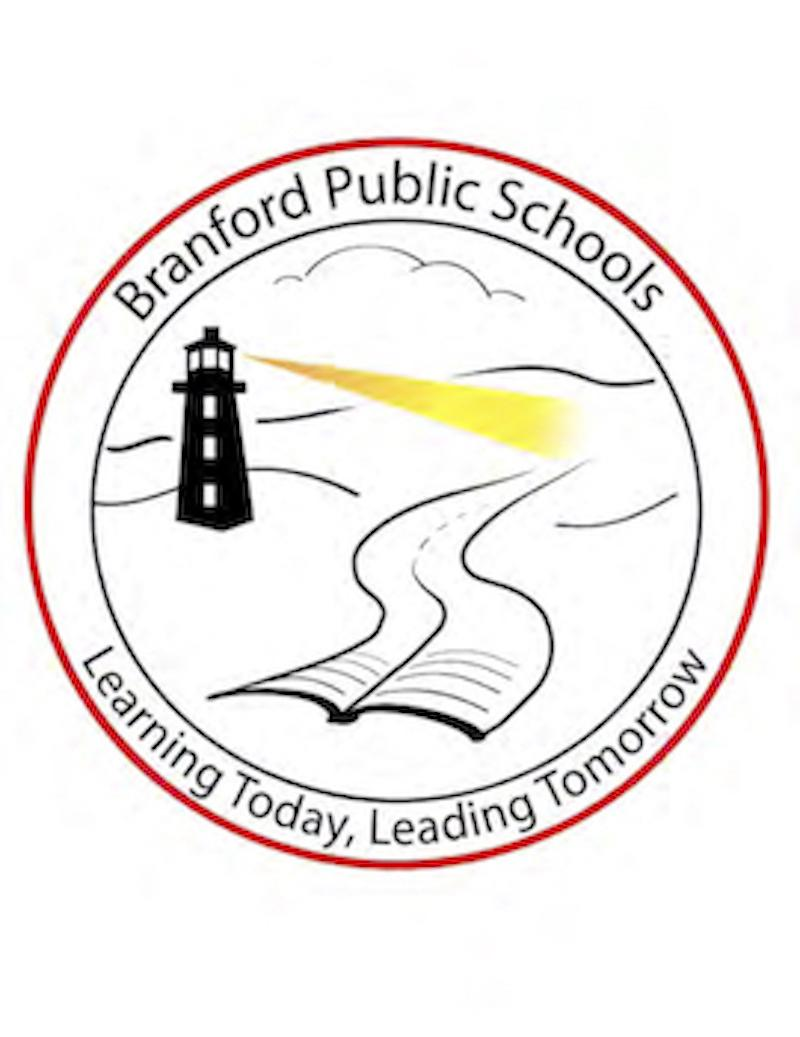 Branford Public Schools
Learning Today, Leading Tomorrow